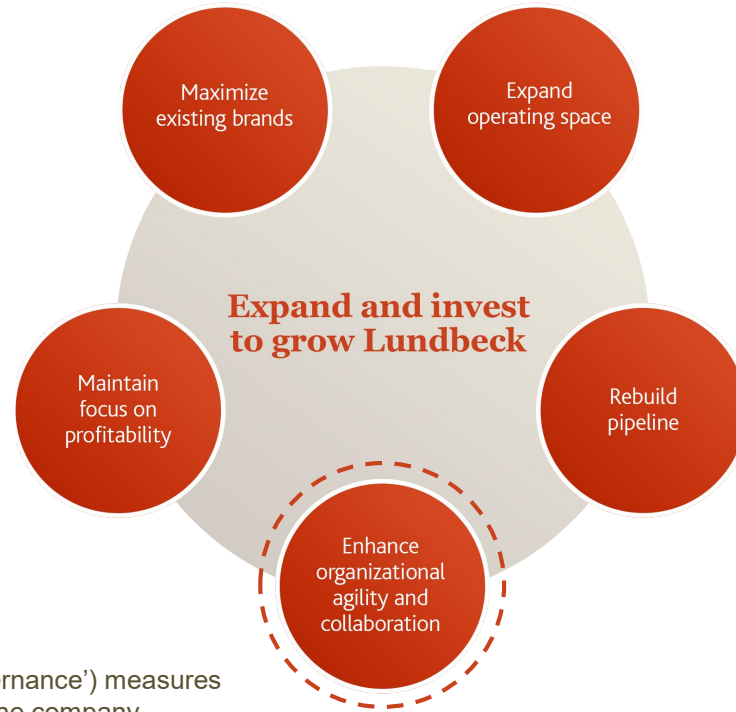 Maximize
existing brands
Expand
operating space
Expand and invest
to grow Lundbeck
Maintain
focus on
profitability
Rebuild
pipeline
Enhance
organizational
agility and
collaboration
ernance’) measures
company